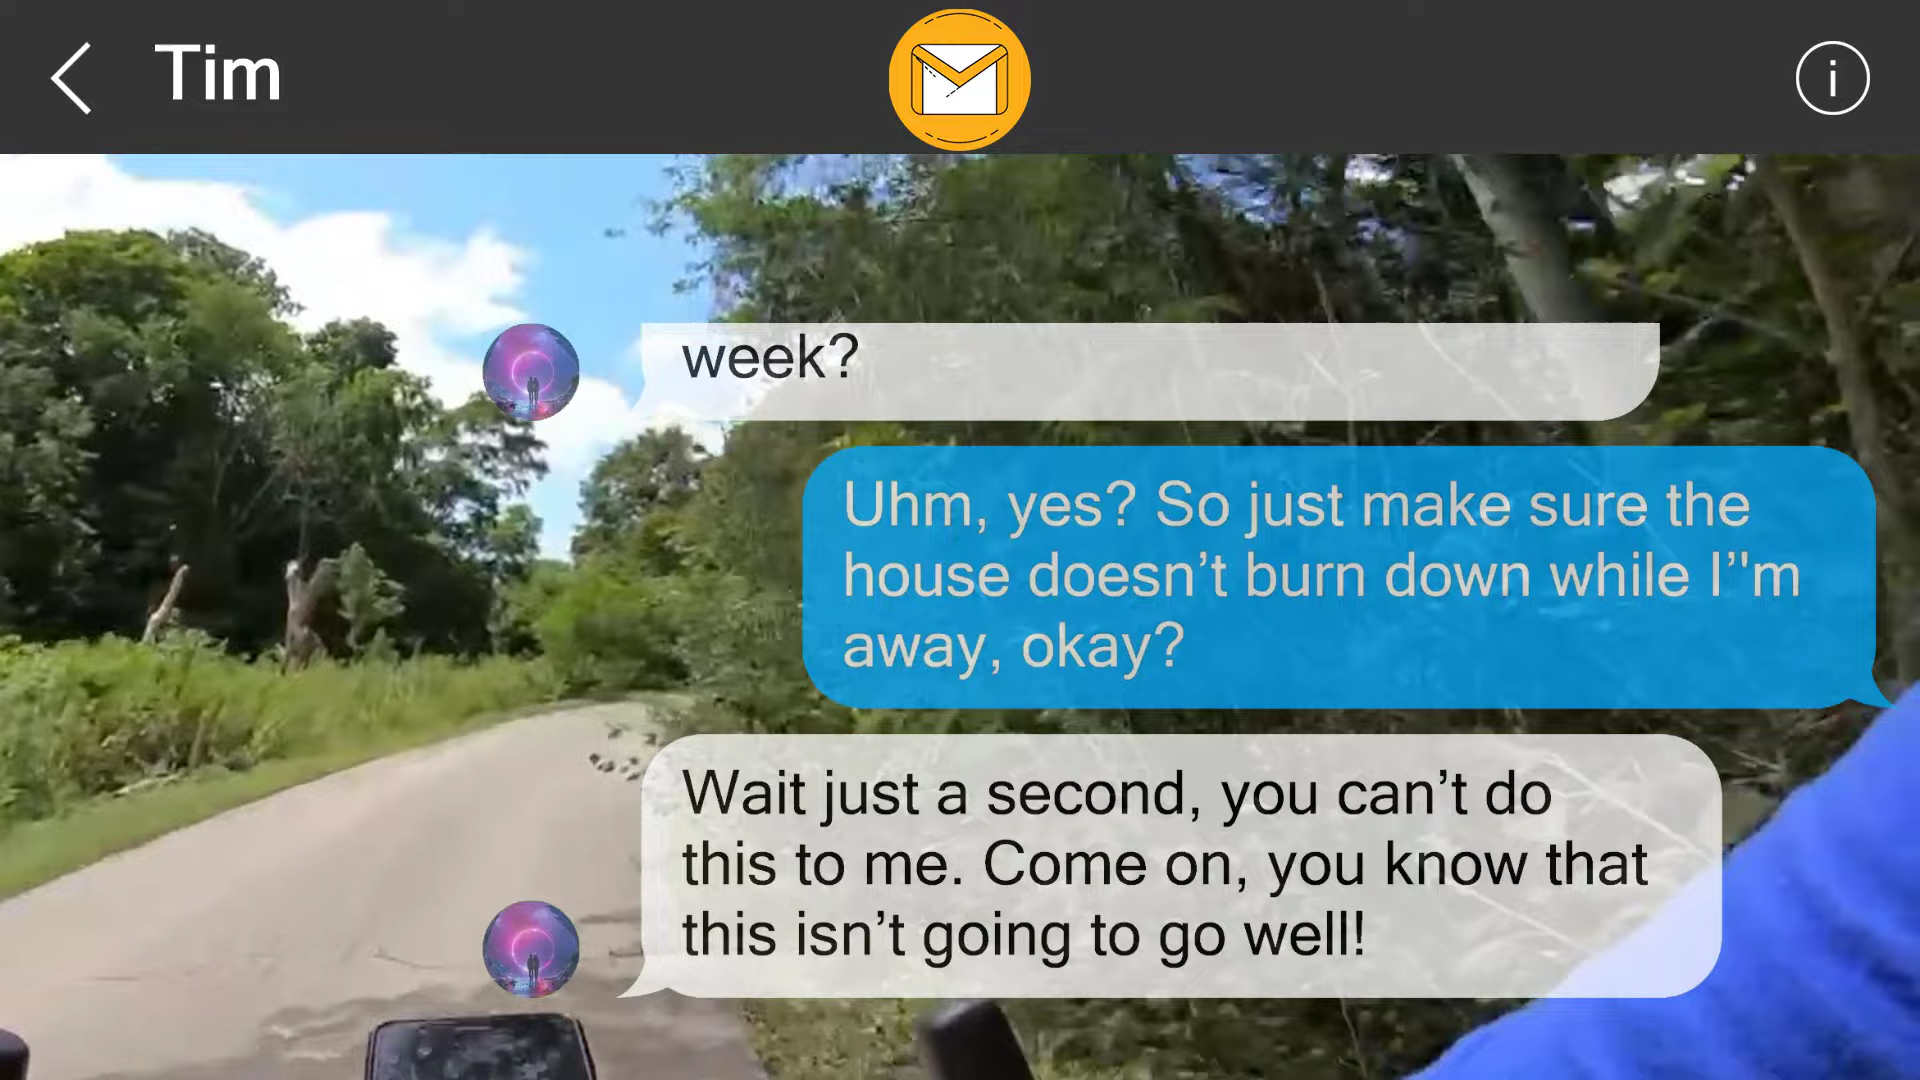 Tim
week?
Uhm, yes? So just make sure the
house doesn’t burn down while I"m
away, okay?
Wait just a second, you can’t do
this to me. Come on, you know that
this isn’t going to go well!